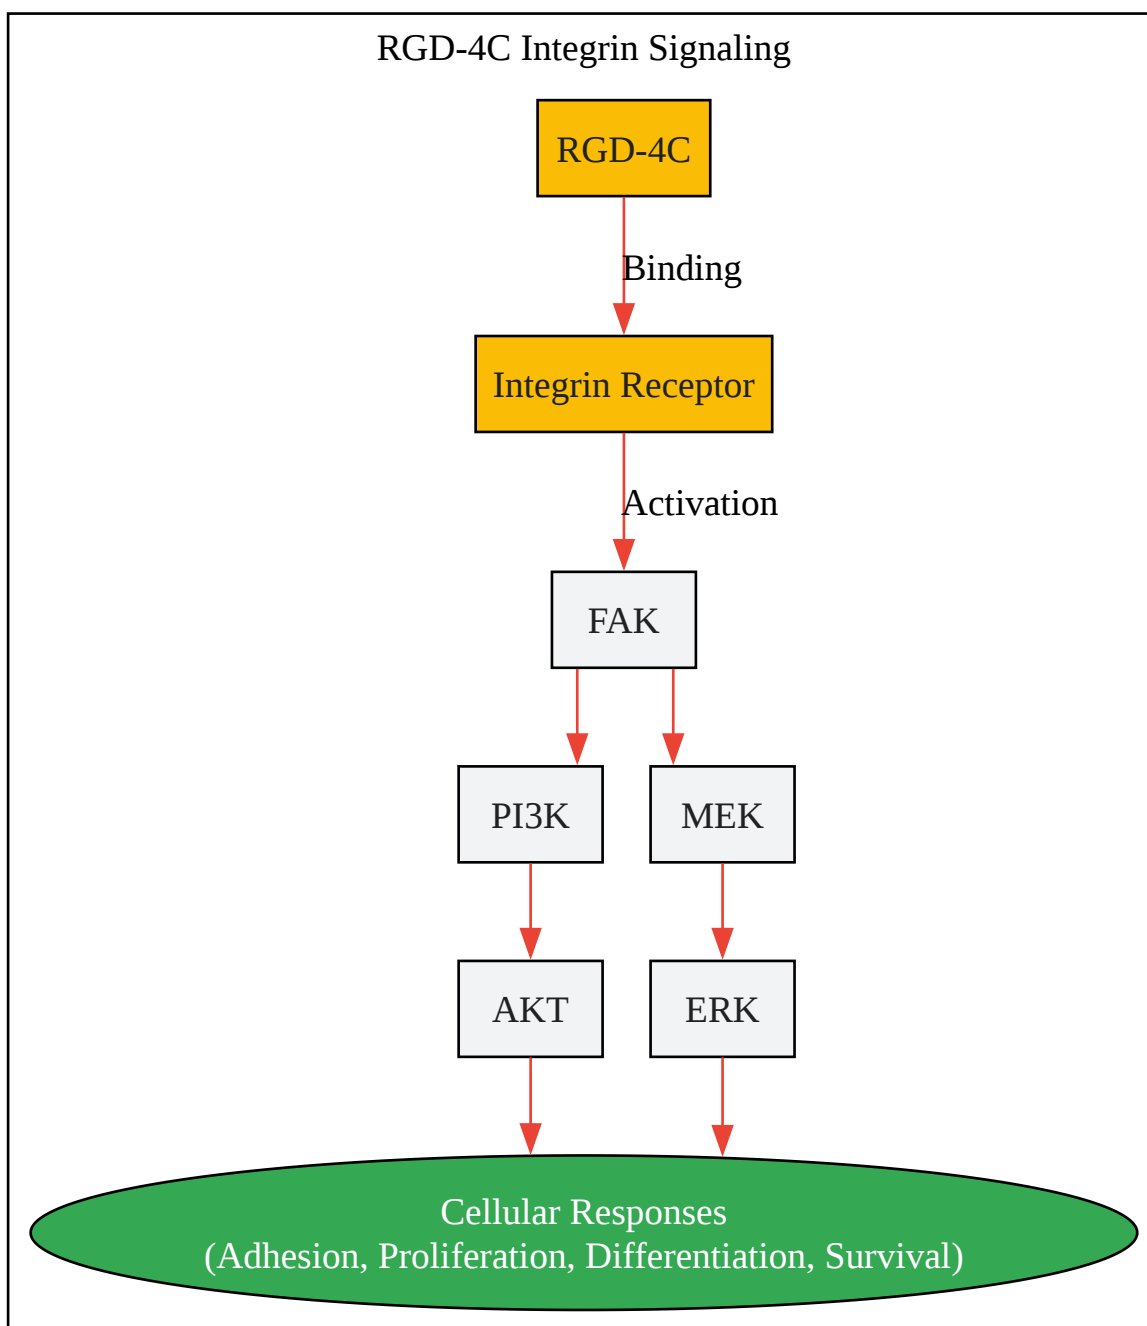 RGD-4C Integrin Signaling
RGD-4C
Binding
Integrin Receptor
Activation
FAK
PI3K
MEK
AKT
ERK
Cellular Responses
(Adhesion, Proliferation, Differentiation, Survival)